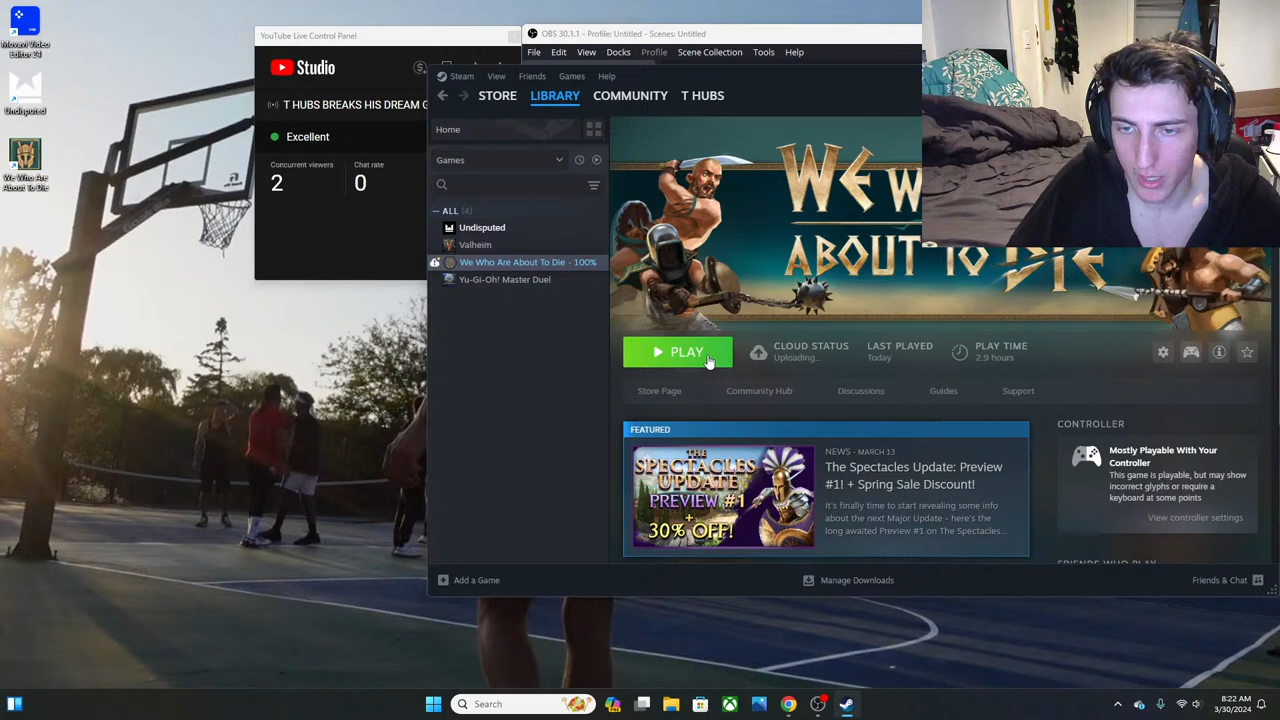 Movavi Video
Editor 24
Undisputed
We Who Are
About To Die
YouTube Live Control Panel
Studio
T HUBS BREAKS HIS DREAM G
Excellent
Concurrent viewers
Chat rate
2
0
OBS 30.1.1 - Profile: Untitled - Scenes: Untitled
File Edit View Docks Profile Scene Collection Tools Help
Steam View Friends Games Help
STORE LIBRARY COMMUNITY T HUBS
Home
Games
ALL (4)
Undisputed
Valheim
We Who Are About To Die - 100%
Yu-Gi-Oh! Master Duel
WE W
ABOUT TO DIE
PLAY
CLOUD STATUS
Uploading...
LAST PLAYED
Today
PLAY TIME
2.9 hours
Store Page Community Hub Discussions Guides Support
FEATURED
THE
SPECTACLES
UPDATE
PREVIEW #1
+
30% OFF!
NEWS - MARCH 13
The Spectacles Update: Preview
#1! + Spring Sale Discount!
It's finally time to start revealing some info
about the next Major Update - here's the
long awaited Preview #1 on The Spectacles...
CONTROLLER
Mostly Playable With Your
Controller
This game is playable, but may show
incorrect glyphs or require a
keyboard at some points
View controller settings
Add a Game
Manage Downloads
Friends & Chat
Search
8:22 AM
3/30/2024